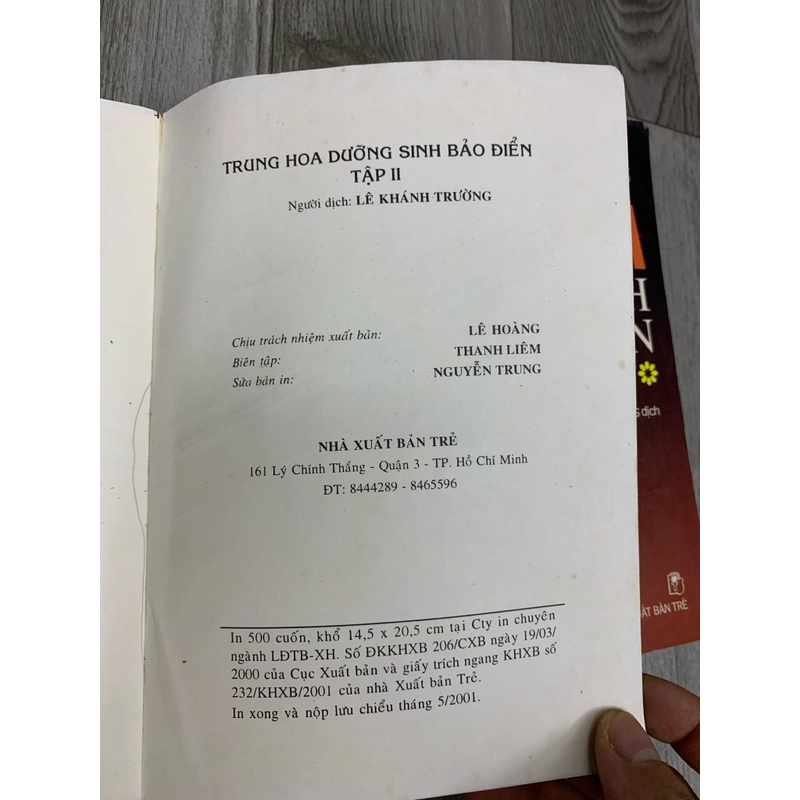 TRUNG HOA DƯỠNG SINH BẢO ĐIỂN
TẬP II
Người dịch: LÊ KHÁNH TRƯỜNG
Chịu trách nhiệm xuất bản: LÊ HOÀNG
Biên tập: THANH LIÊM
Sửa bản in: NGUYỄN TRUNG
NHÀ XUẤT BẢN TRẺ
161 Lý Chính Thắng - Quận 3 - TP. Hồ Chí Minh
ĐT: 8444289 - 8465596
In 500 cuốn, khổ 14,5 x 20,5 cm tại Cty in chuyên
ngành LĐTB-XH. Số ĐKKHXB 206/CXB ngày 19/03/
2000 của Cục Xuất bản và giấy trích ngang KHXB số
232/KHXB/2001 của nhà Xuất bản Trẻ.
In xong và nộp lưu chiểu tháng 5/2001.
H
N
dịch
BẢN TRẺ